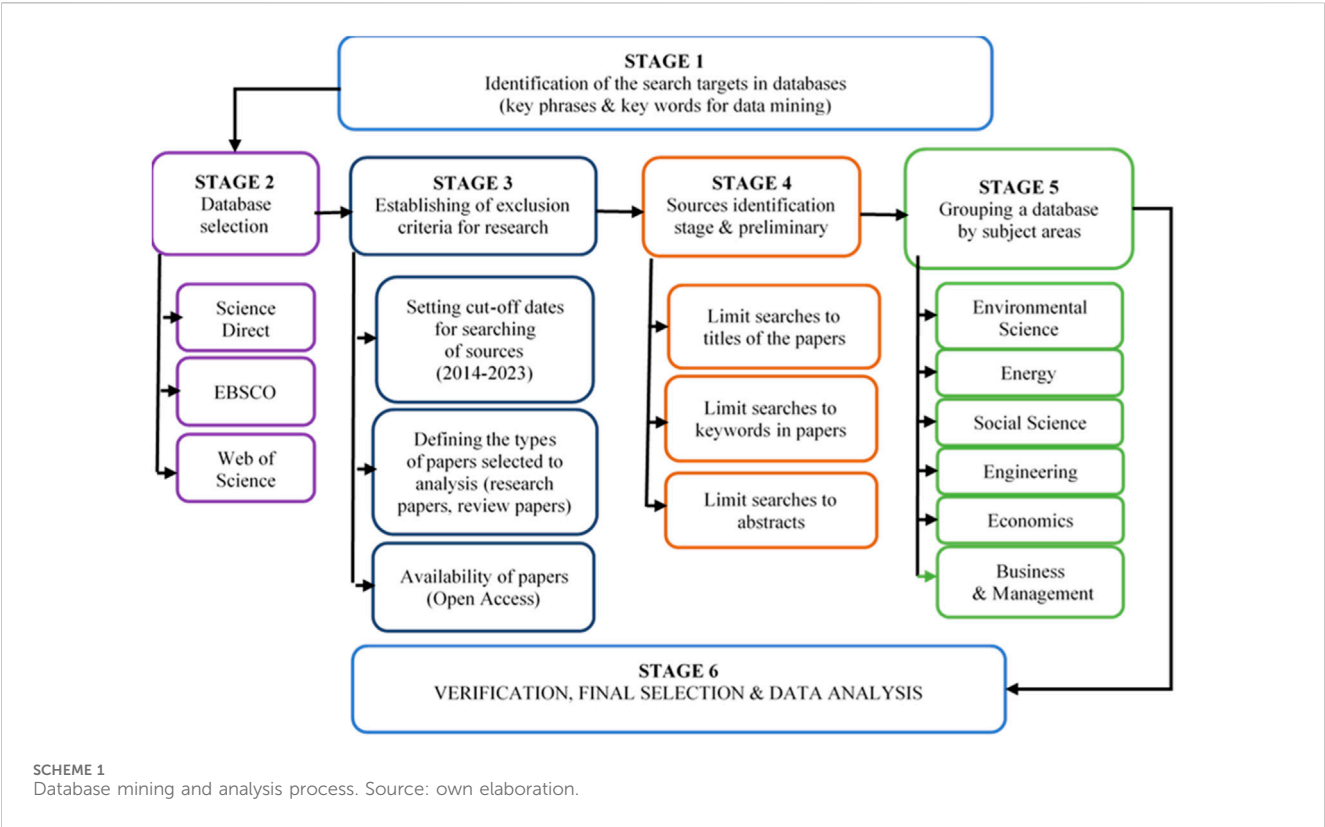 STAGE 1
Identification of the search targets in databases
(key phrases & key words for data mining)
STAGE 2
Database
selection
Science
Direct
EBSCO
Web of
Science
STAGE 3
Establishing of exclusion
criteria for research
Setting cut-off dates
for searching
of sources
(2014-2023)
Defining the types
of papers selected to
analysis (research
papers, review papers)
Availability of papers
(Open Access)
STAGE 4
Sources identification
stage & preliminary
Limit searches to
titles of the papers
Limit searches to
keywords in papers
Limit searches to
abstracts
STAGE 5
Grouping a database
by subject areas
Environmental
Science
Energy
Social Science
Engineering
Economics
Business
& Management
STAGE 6
VERIFICATION, FINAL SELECTION & DATA ANALYSIS
SCHEME 1
Database mining and analysis process. Source: own elaboration.